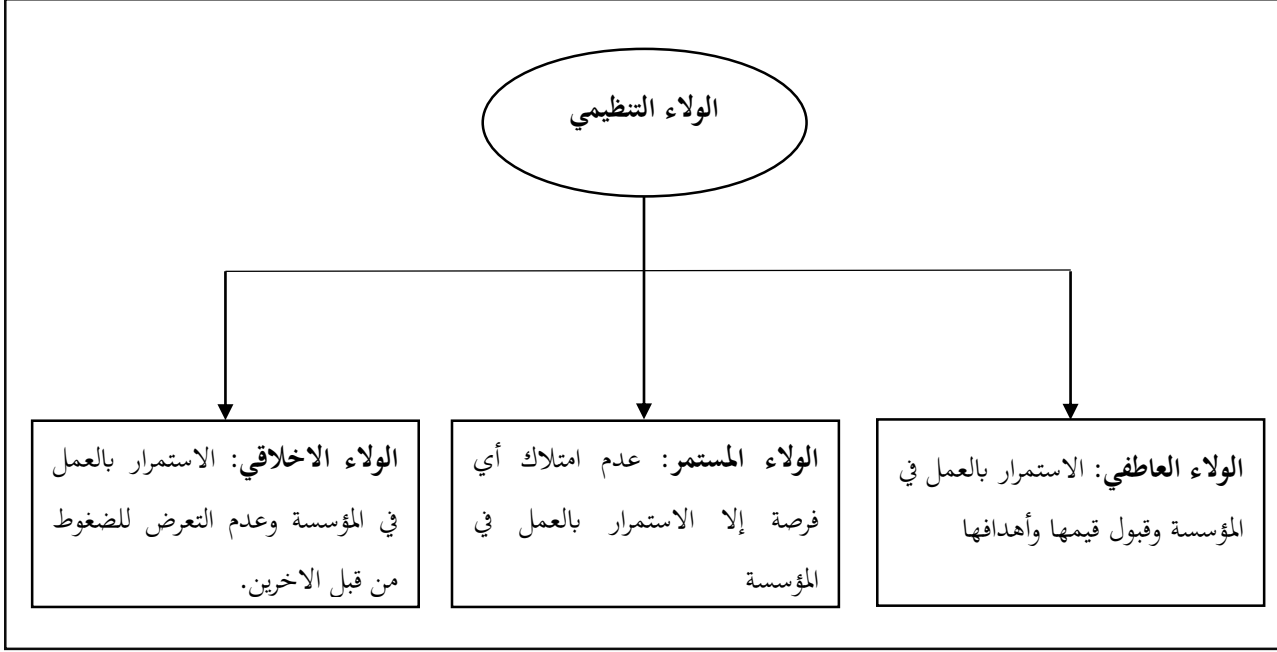 الولاء التنظيمي
الولاء العاطفي: الاستمرار بالعمل في
المؤسسة وقبول قيمها وأهدافها
الولاء المستمر: عدم امتلاك أي
فرصة إلا الاستمرار بالعمل في
المؤسسة
الولاء الاخلاقي: الاستمرار بالعمل
في المؤسسة وعدم التعرض للضغوط
من قبل الاخرين.